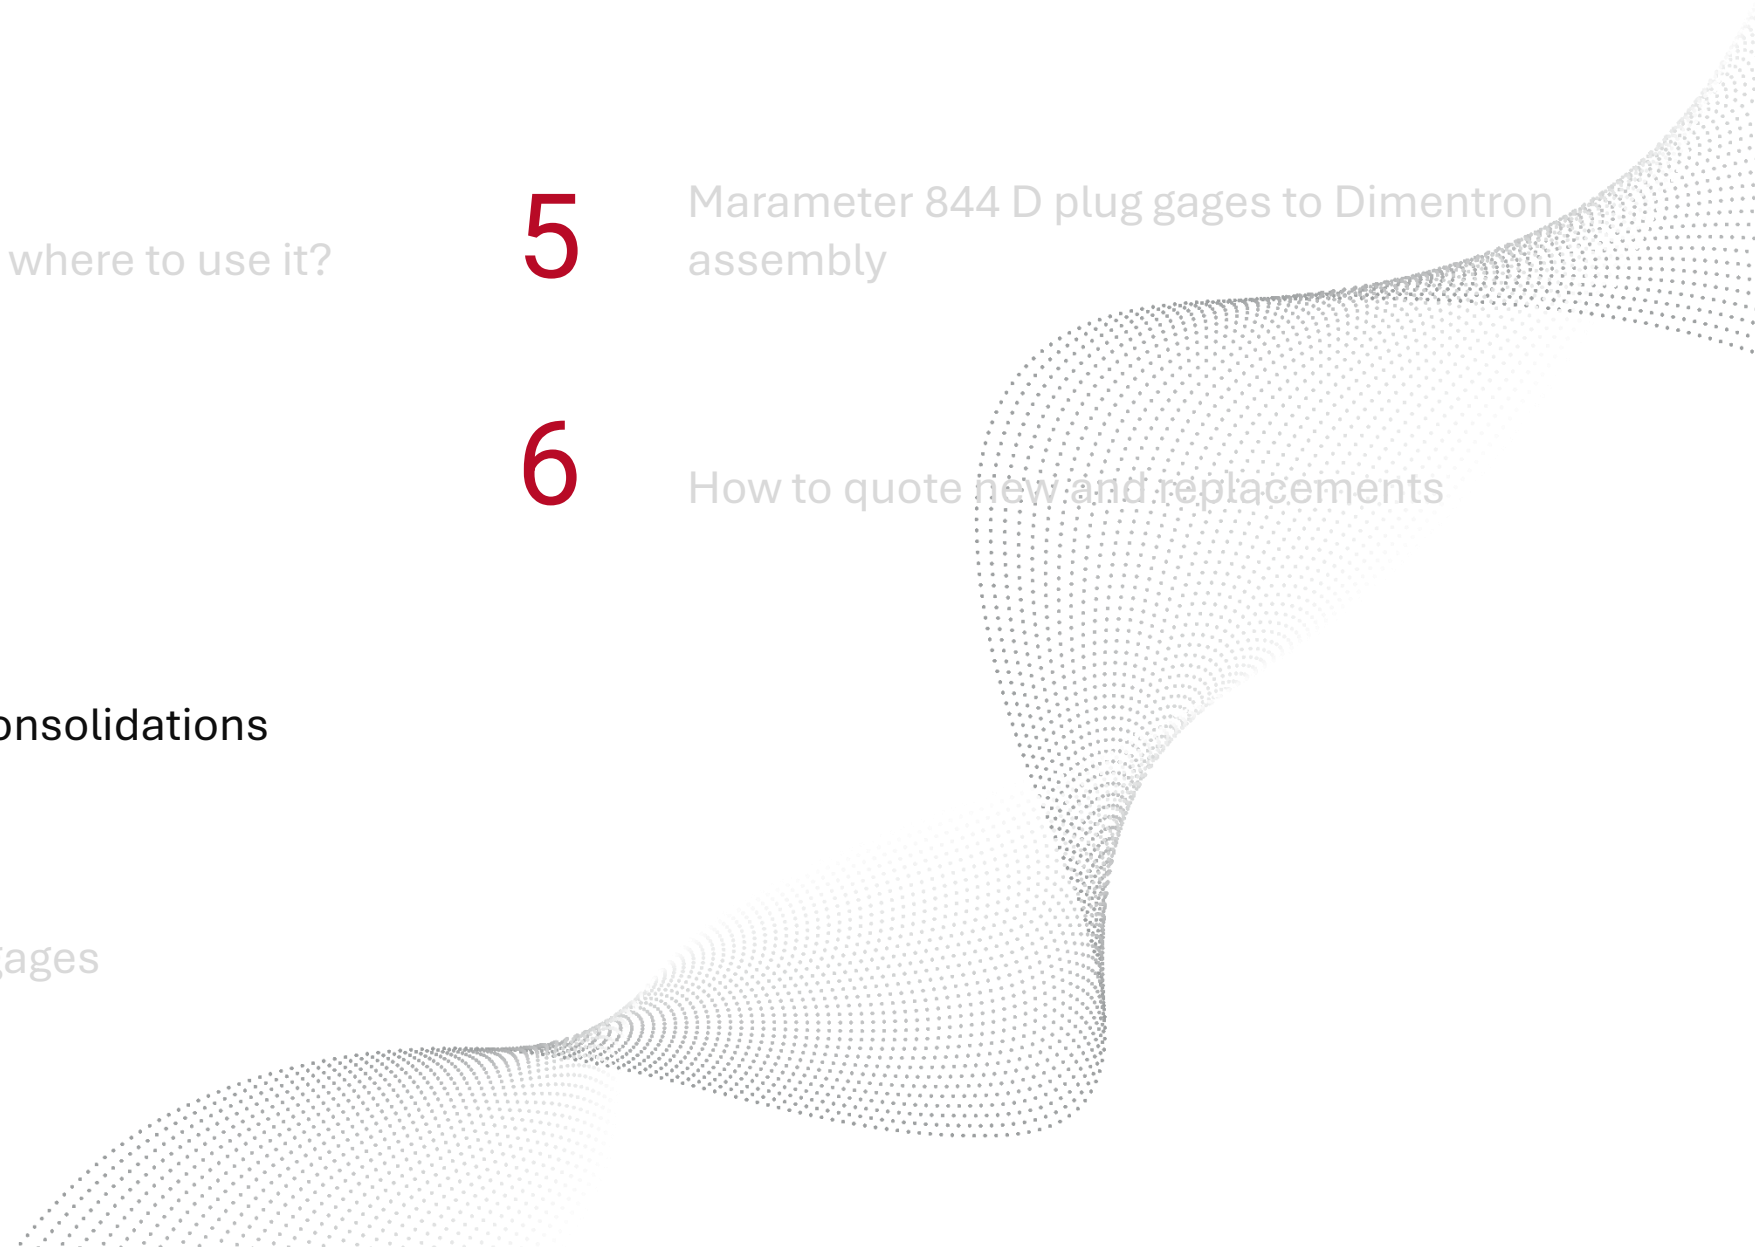 where to use it?
onsolidations
gages
5
Marameter 844 D plug gages to Dimentron
assembly
6
How to quote new and replacements